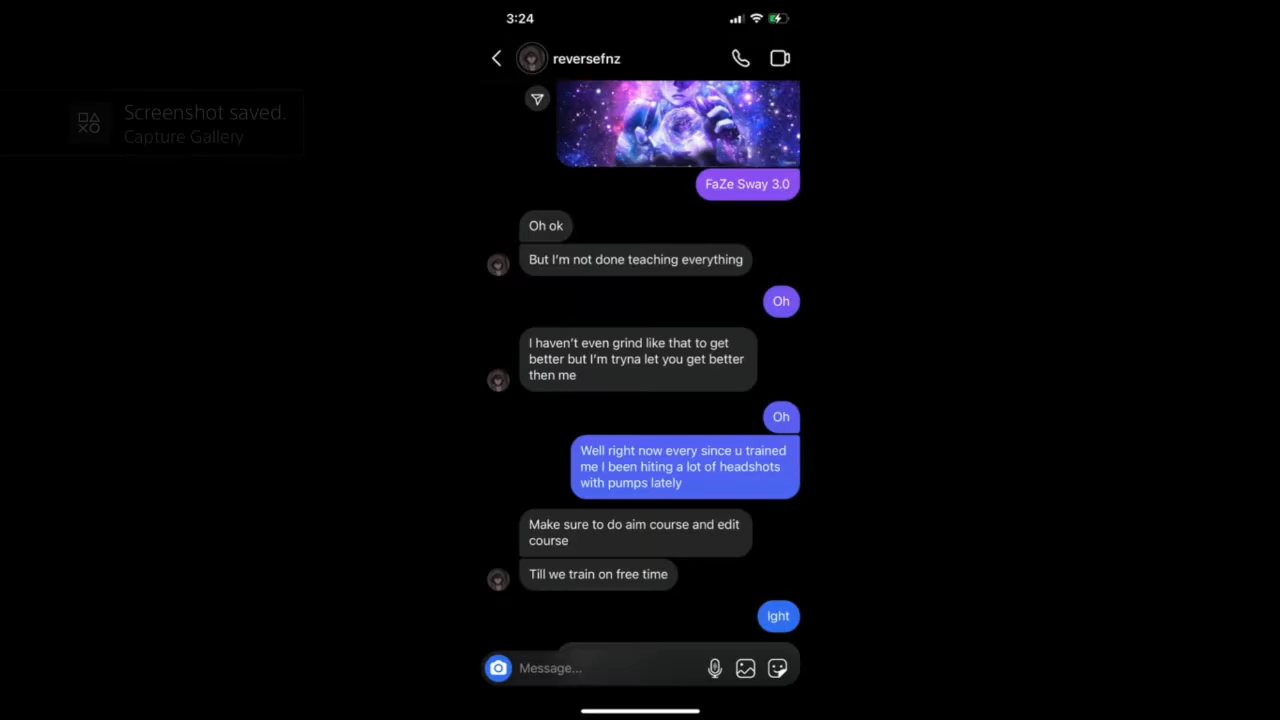 3:24
reversefnz
Screenshot saved.
Capture Gallery
FaZe Sway 3.0
Oh ok
But I'm not done teaching everything
Oh
I haven't even grind like that to get
better but I'm tryna let you get better
then me
Oh
Well right now every since u trained
me I been hiting a lot of headshots
with pumps lately
Make sure to do aim course and edit
course
Till we train on free time
Ight
Message...